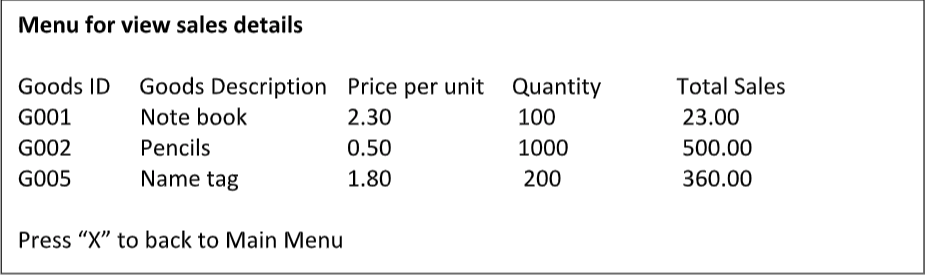 Menu for view sales details
Goods ID Goods Description Price per unit Quantity Total Sales
G001 Note book 2.30 100 23.00
G002 Pencils 0.50 1000 500.00
G005 Name tag 1.80 200 360.00
Press “X” to back to Main Menu